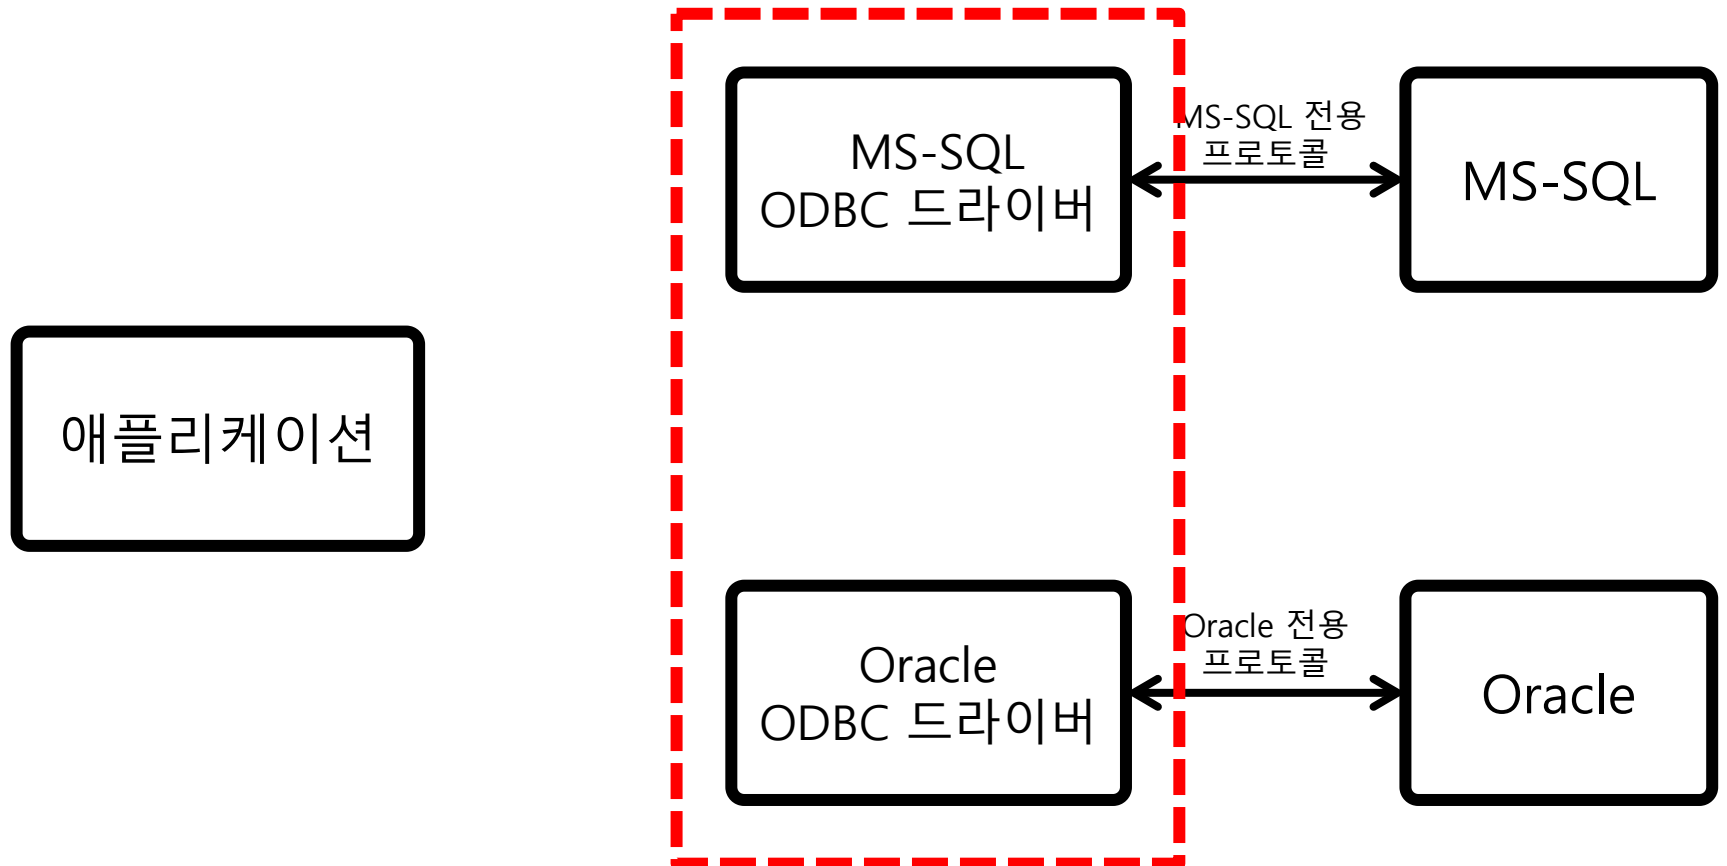 MS-SQL
ODBC 드라이버
MS-SQL 전용
프로토콜
MS-SQL
애플리케이션
Oracle
ODBC 드라이버
Oracle 전용
프로토콜
Oracle